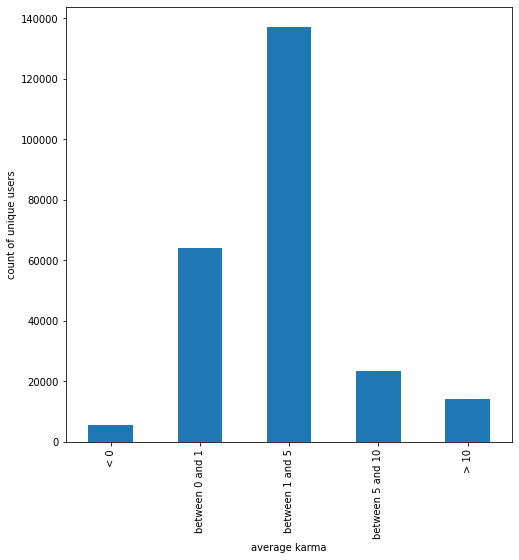 140000
120000
100000
80000
60000
40000
20000
0
count of unique users
< 0
between 0 and 1
between 1 and 5
between 5 and 10
> 10
average karma